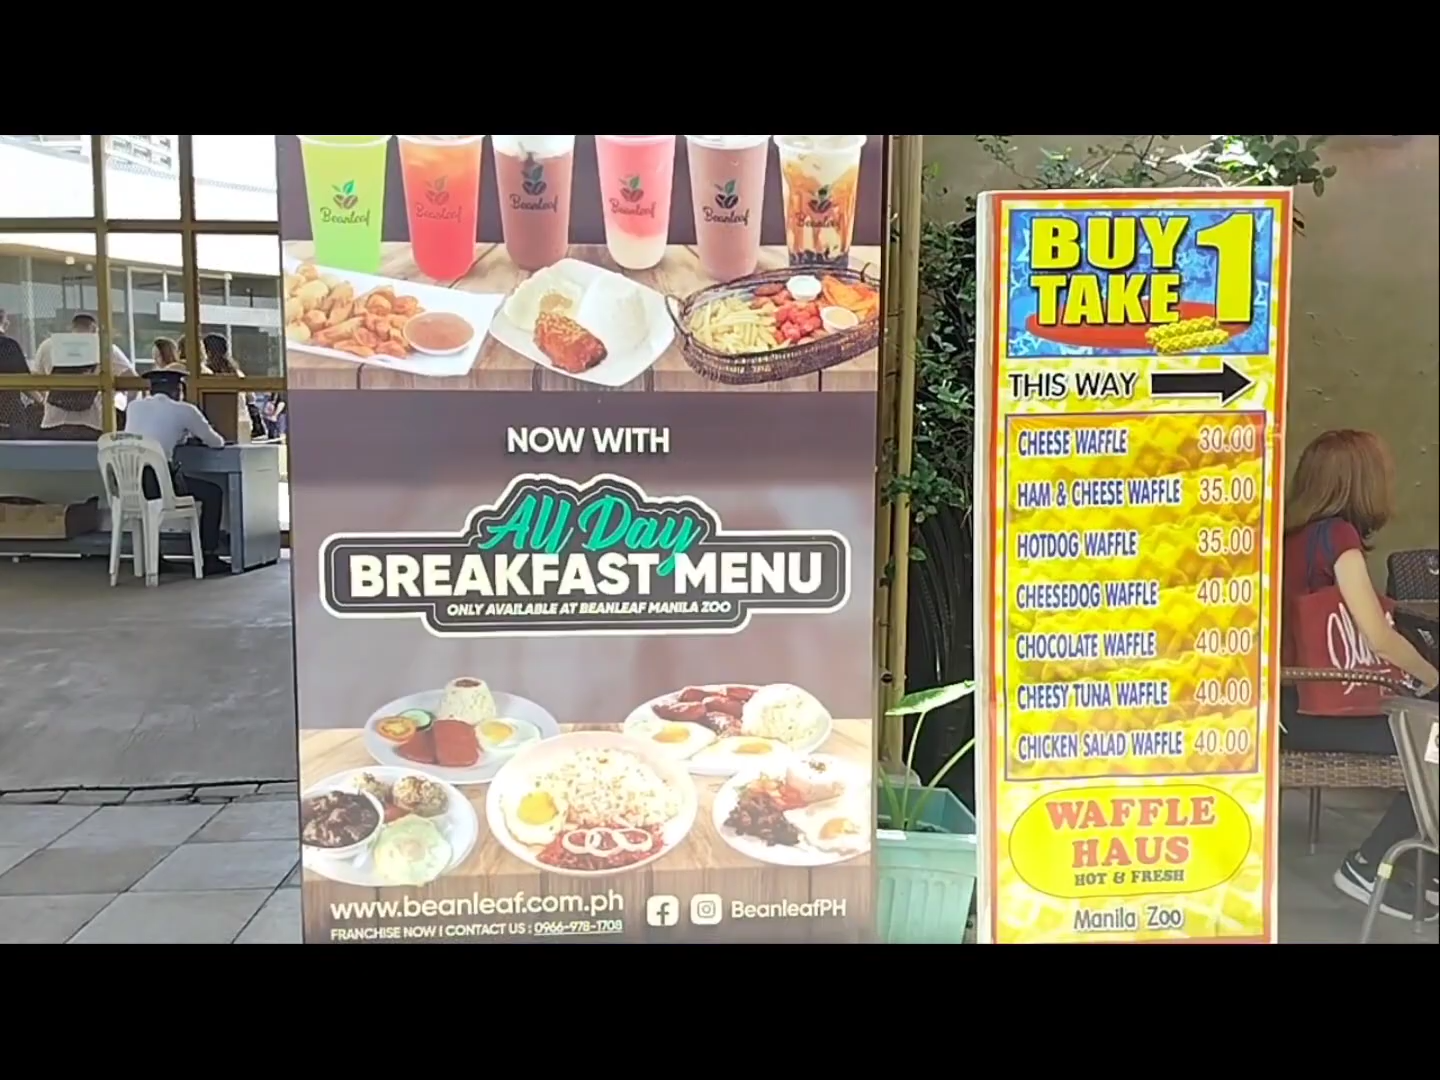 Beanleaf
Beanleaf
Beanleaf
Beanleaf
Beanleaf
Beanleaf
NOW WITH
All Day
BREAKFAST MENU
ONLY AVAILABLE AT BEANLEAF MANILA ZOO
www.beanleaf.com.ph
BeanleafPH
FRANCHISE NOW | CONTACT US : 0966-978-1708
BUY 1
TAKE
THIS WAY
CHEESE WAFFLE 30.00
HAM & CHEESE WAFFLE 35.00
HOTDOG WAFFLE 35.00
CHEESEDOG WAFFLE 40.00
CHOCOLATE WAFFLE 40.00
CHEESY TUNA WAFFLE 40.00
CHICKEN SALAD WAFFLE 40.00
WAFFLE
HAUS
HOT & FRESH
Manila Zoo